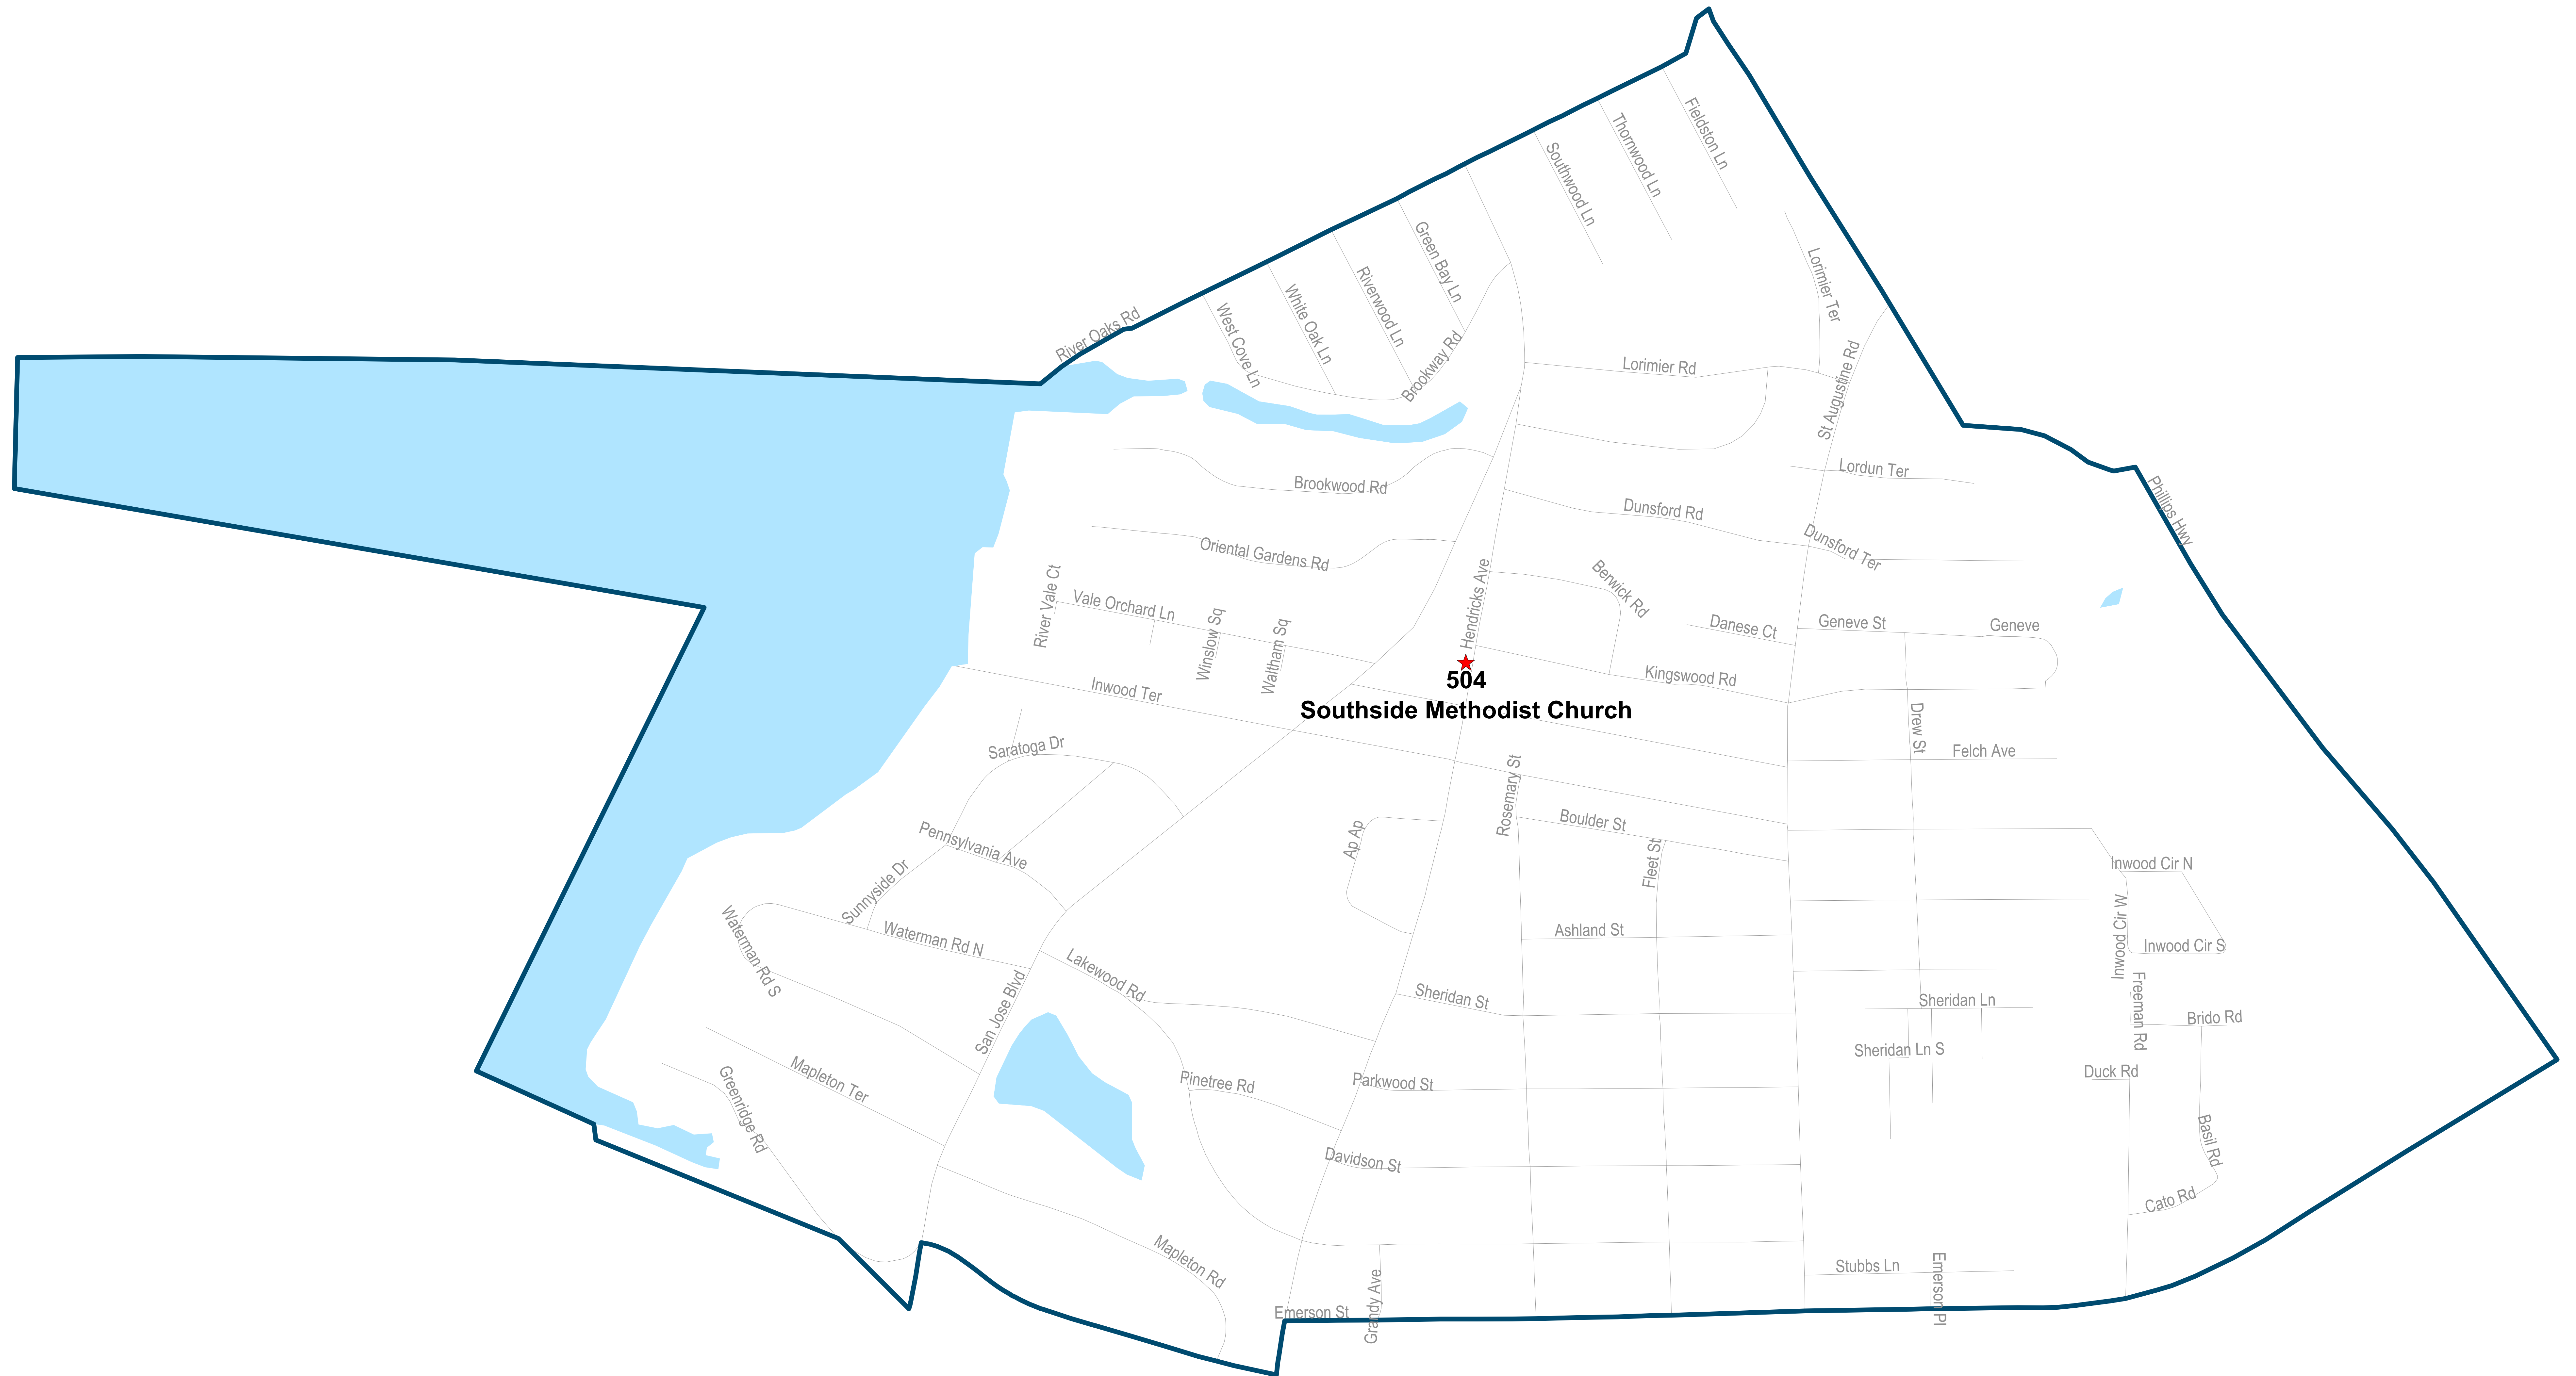 Fieldston Ln
Thornwood Ln
Southwood Ln
Green Bay Ln
Lorimier Ter
Riverwood Ln
White Oak Ln
West Cove Ln
River Oaks Rd
Brookway Rd
Lorimier Rd
St Augustine Rd
Lordun Ter
Brookwood Rd
Dunsford Rd
Phillips Hwy
Dunsford Ter
Oriental Gardens Rd
Berwick Rd
Hendricks Ave
River Vale Ct
Vale Orchard Ln
Winslow Sq
Waltham Sq
Danese Ct
Geneve St
Geneve
504
Southside Methodist Church
Kingswood Rd
Inwood Ter
Drew St
Saratoga Dr
Felch Ave
Rosemary St
Boulder St
Ap Ap
Fleet St
Pennsylvania Ave
Sunnyside Dr
Inwood Cir N
Inwood Cir W
Inwood Cir S
Waterman Rd N
Waterman Rd S
Ashland St
Lakewood Rd
San Jose Blvd
Sheridan St
Sheridan Ln
Freeman Rd
Brido Rd
Sheridan Ln S
Duck Rd
Mapleton Ter
Greenridge Rd
Pinetree Rd
Parkwood St
Basil Rd
Davidson St
Cato Rd
Mapleton Rd
Stubbs Ln
Emerson Pl
Grandy Ave
Emerson St